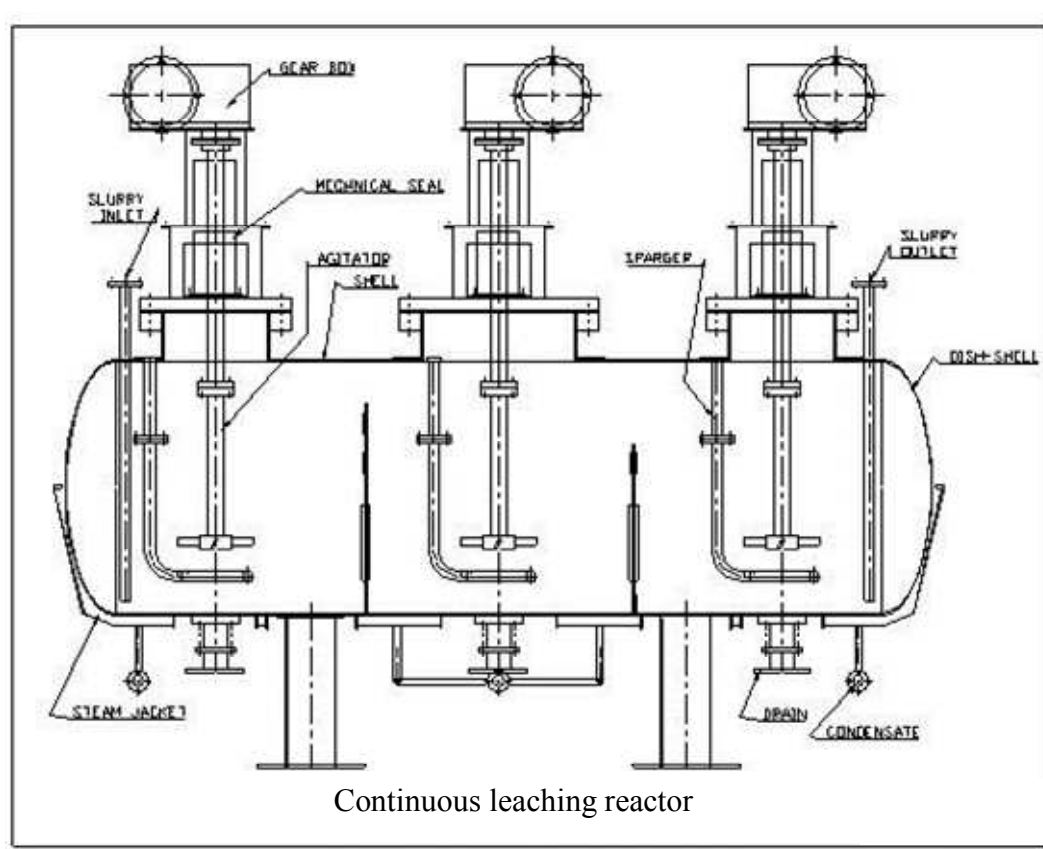 GEAR BOX
MECHNICAL SEAL
SLURRY
INLET
AGITATOR
SHELL
SPARGER
SLURRY
OUTLET
DISH-SHELL
STEAM JACKET
DRAIN
CONDENSATE
Continuous leaching reactor